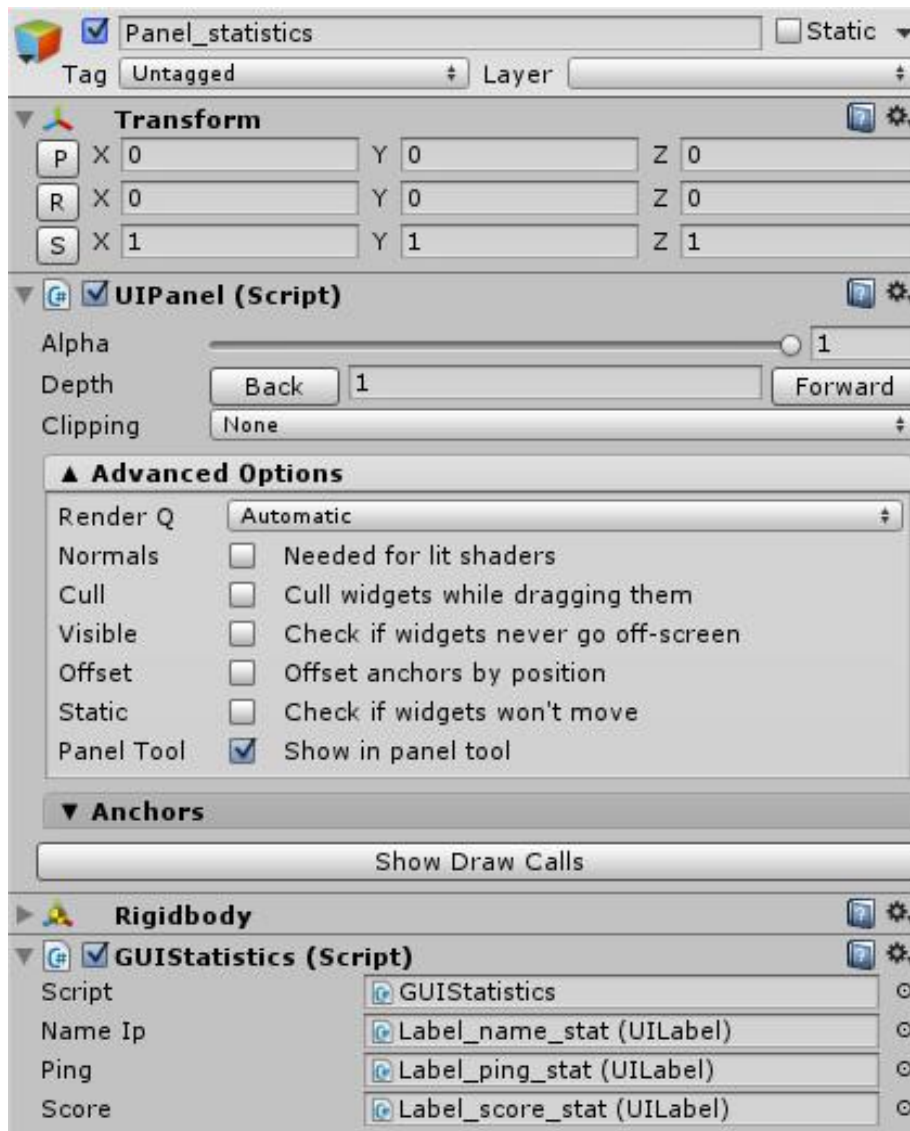 Panel_statistics Static
Tag Untagged Layer
Transform
P X 0 Y 0 Z 0
R X 0 Y 0 Z 0
S X 1 Y 1 Z 1
UIPanel (Script)
Alpha 1
Depth Back 1 Forward
Clipping None
▲ Advanced Options
Render Q Automatic
Normals Needed for lit shaders
Cull Cull widgets while dragging them
Visible Check if widgets never go off-screen
Offset Offset anchors by position
Static Check if widgets won't move
Panel Tool Show in panel tool
▼ Anchors
Show Draw Calls
Rigidbody
GUIStatistics (Script)
Script GUIStatistics
Name Ip Label_name_stat (UILabel)
Ping Label_ping_stat (UILabel)
Score Label_score_stat (UILabel)